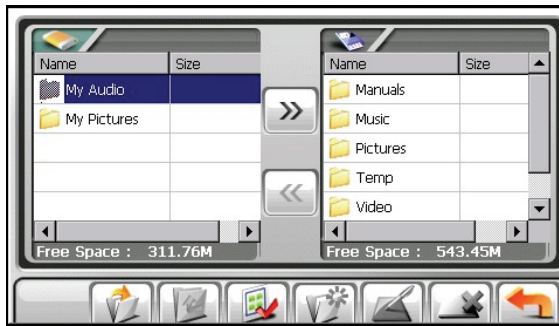 Name Size
My Audio
My Pictures
Free Space : 311.76M
Name Size
Manuals
Music
Pictures
Temp
Video
Free Space : 543.45M